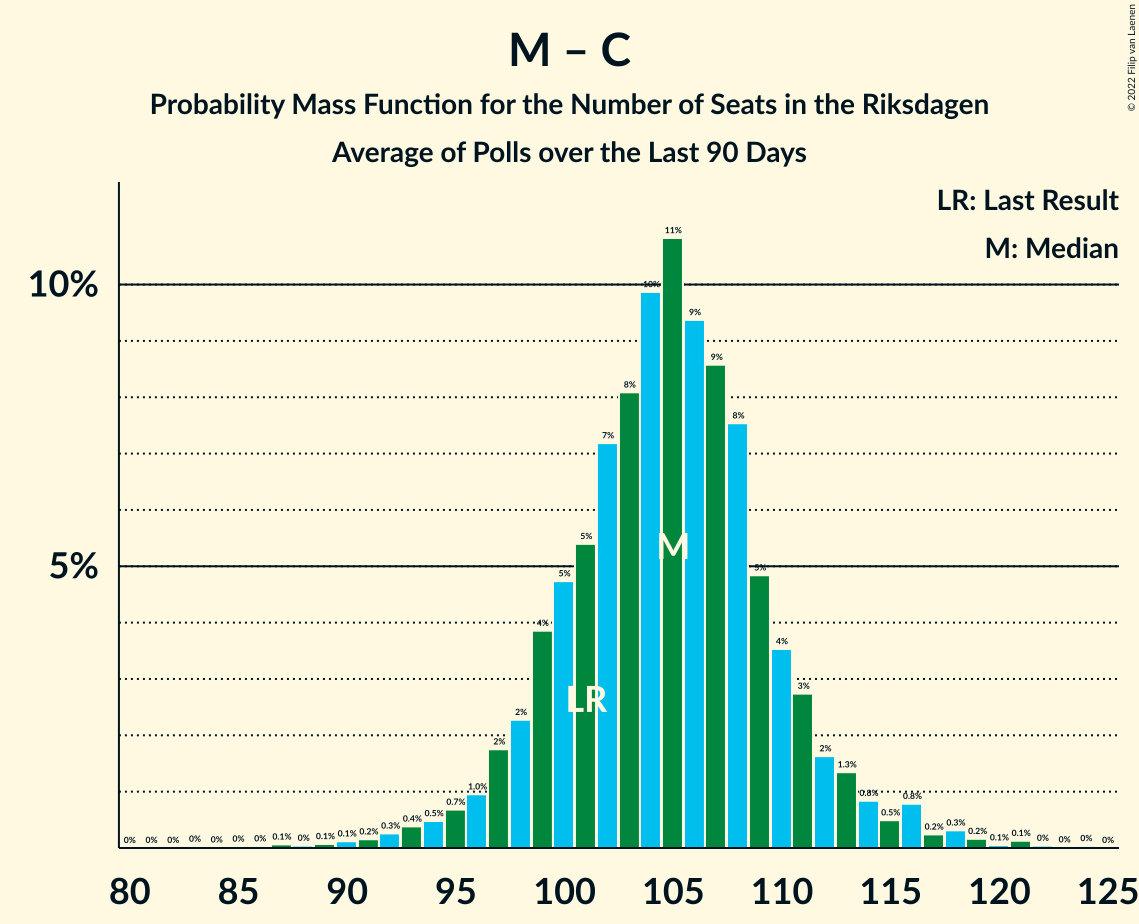 M – C
Probability Mass Function for the Number of Seats in the Riksdagen
Average of Polls over the Last 90 Days
© 2022 Filip van Laenen
LR: Last Result
M: Median
10%
5%
0% 0% 0% 0% 0% 0% 0% 0.1% 0% 0.1% 0.1% 0.2% 0.3% 0.4% 0.5% 0.7% 1.0% 2% 2% 4% 5% 5% 7% 8% 10% 11% 9% 9% 8% 5% 4% 3% 2% 1.3% 0.8% 0.5% 0.8% 0.2% 0.3% 0.2% 0.1% 0.1% 0% 0% 0% 0%
M
LR
80 85 90 95 100 105 110 115 120 125